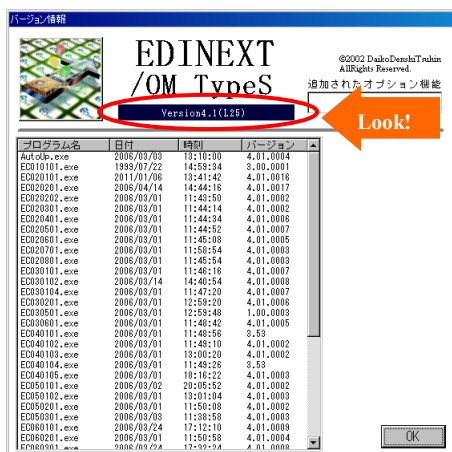 バージョン情報
EDINEXT
/OM TypeS
©2002 DaikoDenshiTsuhin
AllRights Reserved.
追加されたオプション機能
Version4.1(L25)
Look!
プログラム名 日付 時刻 バージョン
AutoUp.exe 2006/03/03 13:10:00 4.01.0004
EC010101.exe 1999/07/22 14:59:34 3.00.0001
EC020101.exe 2011/01/06 13:41:42 4.01.0016
EC020201.exe 2006/04/14 14:44:16 4.01.0017
EC020202.exe 2006/03/01 11:43:50 4.01.0002
EC020301.exe 2006/03/01 11:44:14 4.01.0002
EC020401.exe 2006/03/01 11:44:34 4.01.0006
EC020501.exe 2006/03/01 11:44:52 4.01.0007
EC020601.exe 2006/03/01 11:45:08 4.01.0005
EC020701.exe 2006/03/01 11:58:54 4.01.0003
EC020801.exe 2006/03/01 11:45:54 4.01.0003
EC030101.exe 2006/03/01 11:46:16 4.01.0007
EC030102.exe 2006/03/14 14:40:54 4.01.0008
EC030104.exe 2006/03/01 11:47:20 4.01.0007
EC030201.exe 2006/03/01 12:59:20 4.01.0006
EC030501.exe 2006/03/01 12:59:48 1.00.0003
EC030601.exe 2006/03/01 11:48:42 4.01.0005
EC040101.exe 2006/03/01 11:48:56 3.53
EC040102.exe 2006/03/01 11:49:10 4.01.0002
EC040103.exe 2006/03/01 13:00:20 4.01.0002
EC040104.exe 2006/03/01 11:49:26 3.53
EC040105.exe 2006/03/01 18:16:22 4.01.0003
EC050101.exe 2006/03/02 20:05:52 4.01.0002
EC050102.exe 2006/03/01 13:01:04 4.01.0003
EC050201.exe 2006/03/01 11:50:08 4.01.0002
EC050301.exe 2006/03/03 11:38:58 4.01.0003
EC060101.exe 2006/03/24 17:12:10 4.01.0009
EC060201.exe 2006/03/01 11:50:58 4.01.0004
EC060301.exe 2006/03/24 17:32:24 4.01.0008
OK